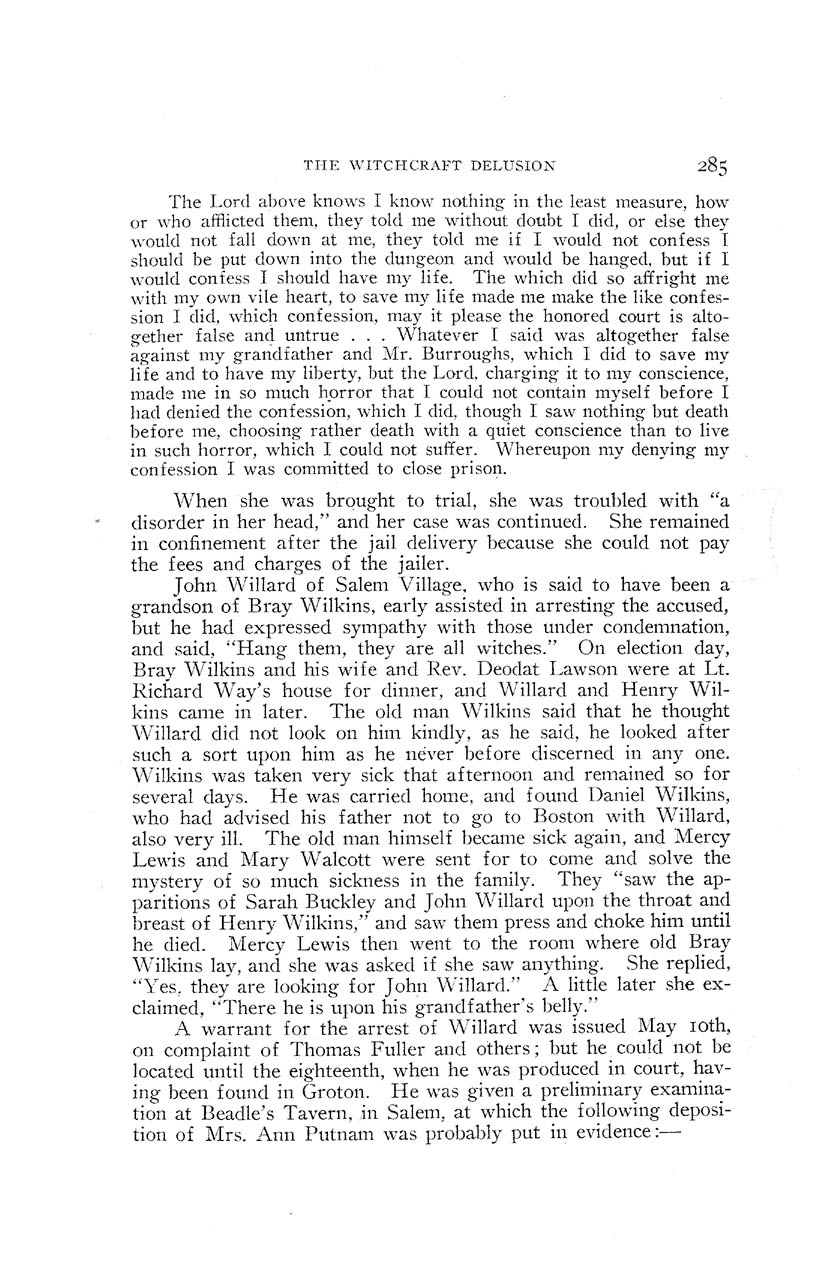 THE WITCHCRAFT DELUSION 285
The Lord above knows I know nothing in the least measure, how
or who afflicted them, they told me without doubt I did, or else they
would not fall down at me, they told me if I would not confess I
should be put down into the dungeon and would be hanged, but if I
would confess I should have my life. The which did so affright me
with my own vile heart, to save my life made me make the like confes-
sion I did, which confession, may it please the honored court is alto-
gether false and untrue . . . Whatever I said was altogether false
against my grandfather and Mr. Burroughs, which I did to save my
life and to have my liberty, but the Lord, charging it to my conscience,
made me in so much horror that I could not contain myself before I
had denied the confession, which I did, though I saw nothing but death
before me, choosing rather death with a quiet conscience than to live
in such horror, which I could not suffer. Whereupon my denying my
confession I was committed to close prison.
When she was brought to trial, she was troubled with "a
disorder in her head," and her case was continued. She remained
in confinement after the jail delivery because she could not pay
the fees and charges of the jailer.
John Willard of Salem Village, who is said to have been a
grandson of Bray Wilkins, early assisted in arresting the accused,
but he had expressed sympathy with those under condemnation,
and said, "Hang them, they are all witches." On election day,
Bray Wilkins and his wife and Rev. Deodat Lawson were at Lt.
Richard Way's house for dinner, and Willard and Henry Wil-
kins came in later. The old man Wilkins said that he thought
Willard did not look on him kindly, as he said, he looked after
such a sort upon him as he never before discerned in any one.
Wilkins was taken very sick that afternoon and remained so for
several days. He was carried home, and found Daniel Wilkins,
who had advised his father not to go to Boston with Willard,
also very ill. The old man himself became sick again, and Mercy
Lewis and Mary Walcott were sent for to come and solve the
mystery of so much sickness in the family. They "saw the ap-
paritions of Sarah Buckley and John Willard upon the throat and
breast of Henry Wilkins," and saw them press and choke him until
he died. Mercy Lewis then went to the room where old Bray
Wilkins lay, and she was asked if she saw anything. She replied,
"Yes, they are looking for John Willard." A little later she ex-
claimed, "There he is upon his grandfather's belly."
A warrant for the arrest of Willard was issued May 10th,
on complaint of Thomas Fuller and others; but he could not be
located until the eighteenth, when he was produced in court, hav-
ing been found in Groton. He was given a preliminary examina-
tion at Beadle's Tavern, in Salem, at which the following deposi-
tion of Mrs. Ann Putnam was probably put in evidence:—